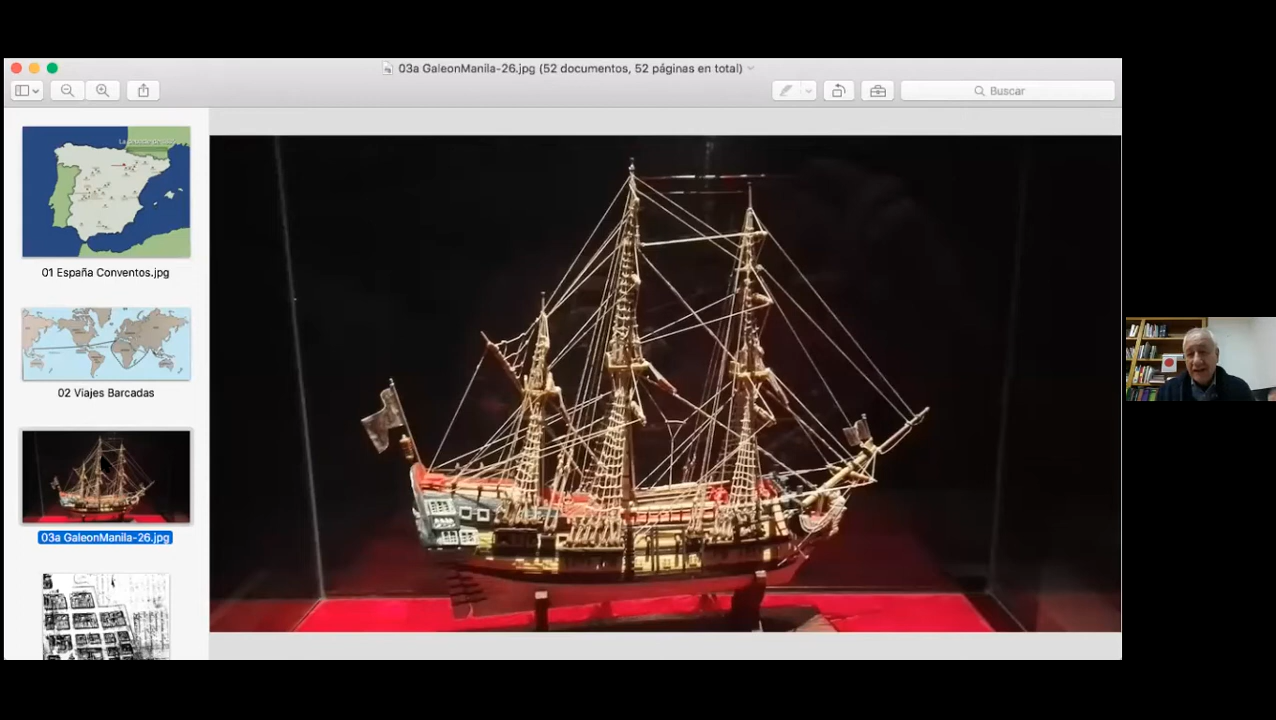 03a GaleonManila-26.jpg (52 documentos, 52 páginas en total)
Buscar
01 España Conventos.jpg
02 Viajes Barcadas
03a GaleonManila-26.jpg